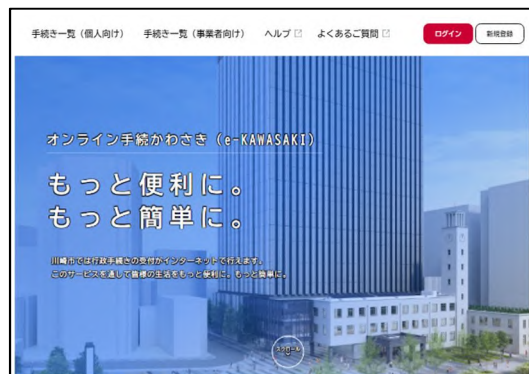 手続き一覧（個人向け） 手続き一覧（事業者向け） ヘルプ よくあるご質問 ログイン 新規登録
オンライン手続かわさき（e-KAWASAKI）
もっと便利に。
もっと簡単に。
川崎市では行政手続きの受付がインターネットで行えます。
このサービスを通して皆様の生活をもっと便利に。もっと簡単に。
スクロール